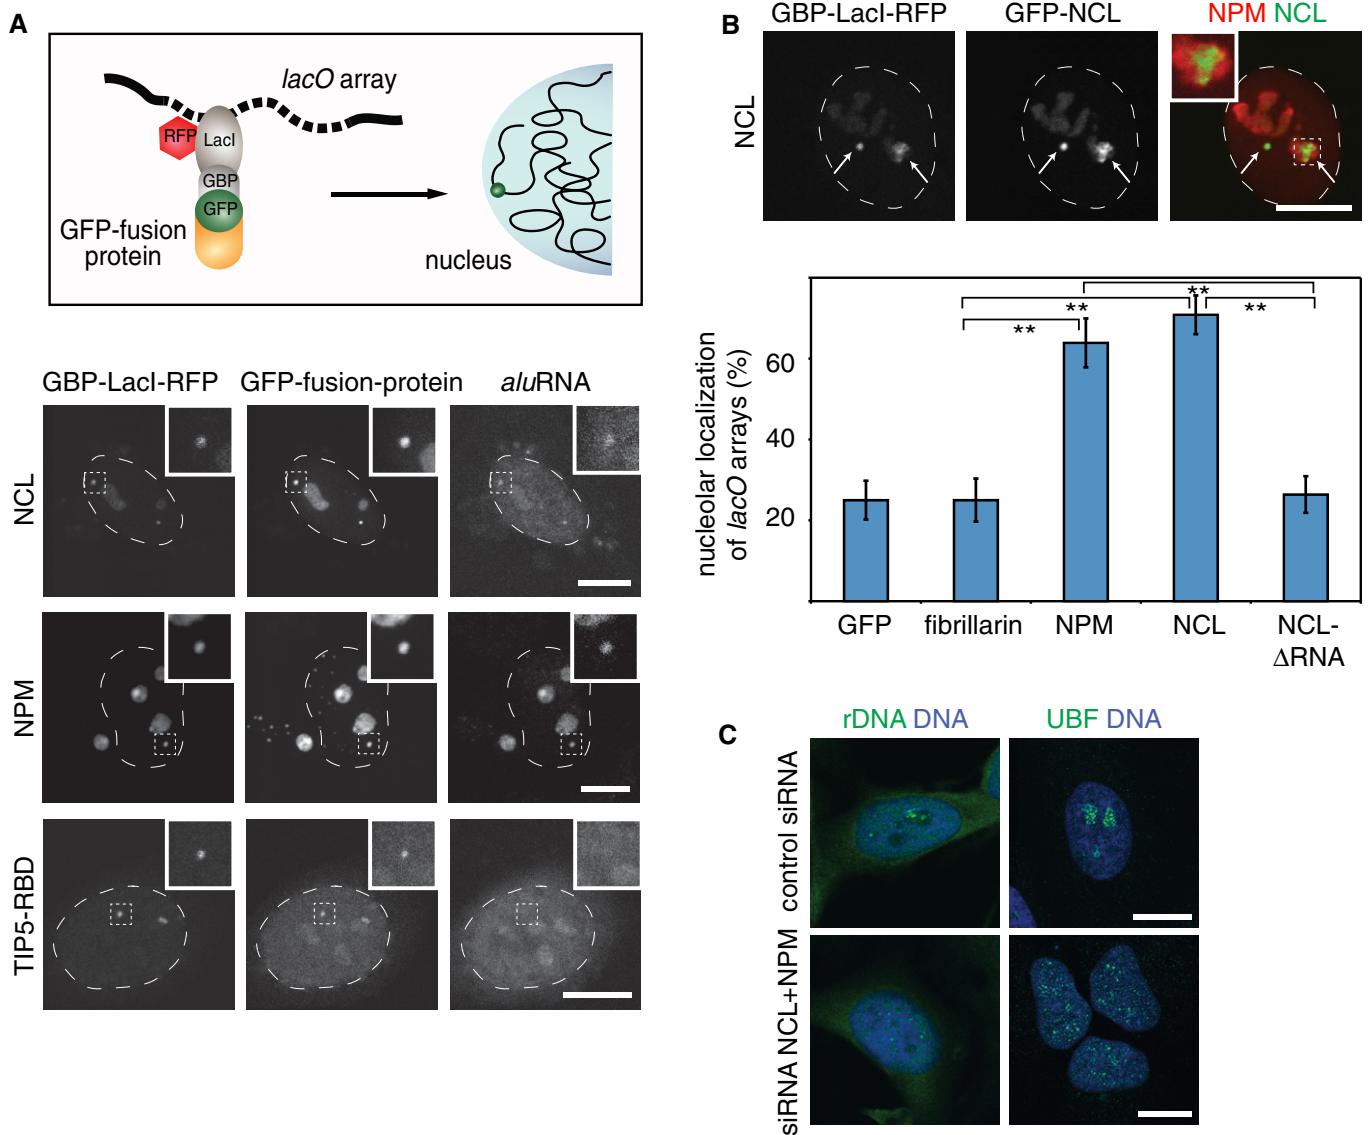 A
lacO array
RFP
LacI
GBP
GFP
GFP-fusion
protein
nucleus
GBP-LacI-RFP
GFP-fusion-protein
aluRNA
NCL
NPM
TIP5-RBD
B
GBP-LacI-RFP
GFP-NCL
NPM NCL
NCL
nucleolar localization
of lacO arrays (%)
60
40
20
**
**
**
**
GFP
fibrillarin
NPM
NCL
NCL-
ΔRNA
C
rDNA DNA
UBF DNA
control siRNA
siRNA NCL+NPM